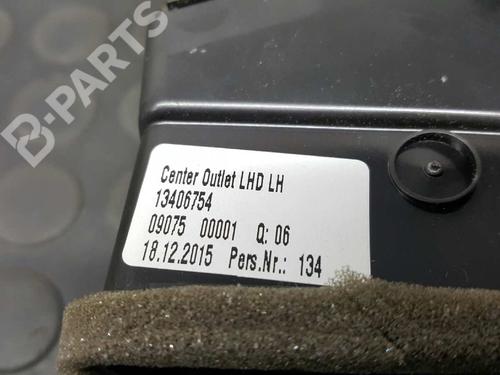 B-PARTS
Center Outlet LHD LH
13406754
09075 00001 Q: 06
18.12.2015 Pers.Nr.: 134